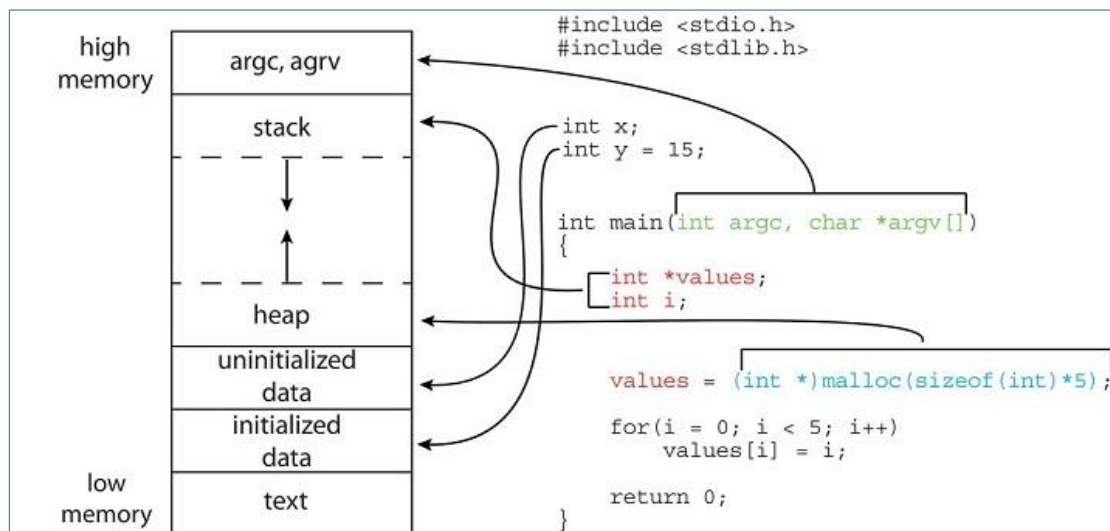 high
memory
argc, agrv
stack
heap
uninitialized
data
initialized
data
low
memory
text
#include <stdio.h>
#include <stdlib.h>
int x;
int y = 15;
int main(int argc, char *argv[])
{
int *values;
int i;
values = (int *)malloc(sizeof(int)*5);
for(i = 0; i < 5; i++)
values[i] = i;
return 0;
}